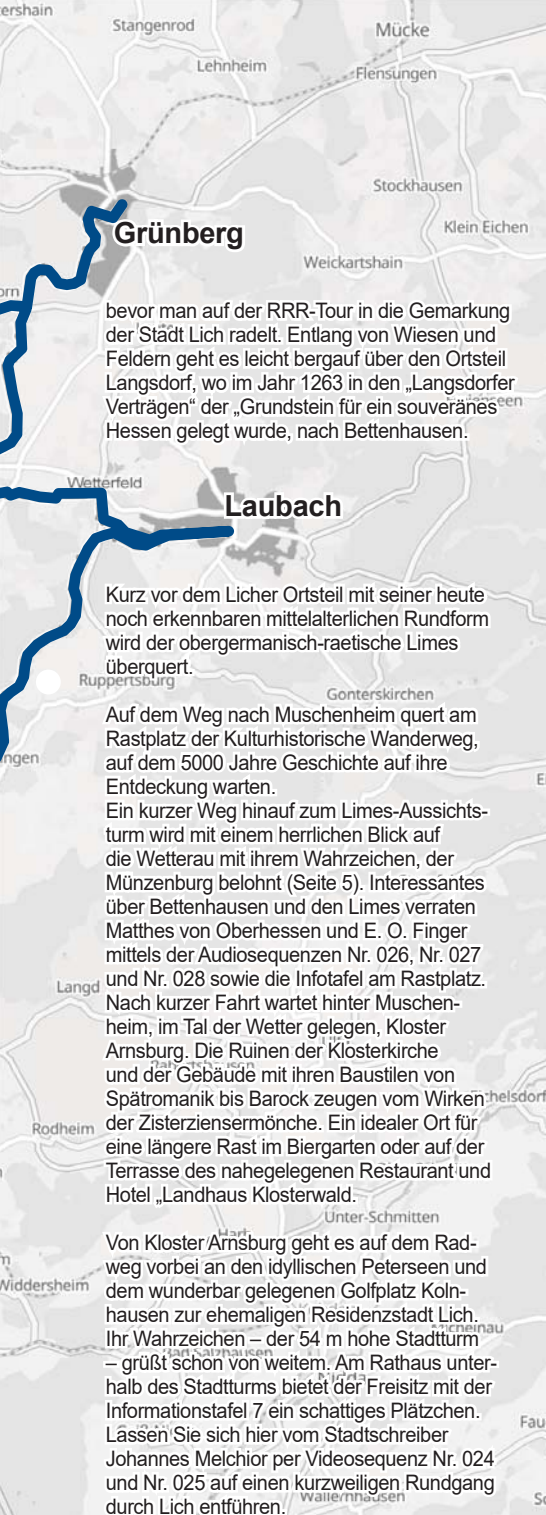 ershain
Stangenrod
Mücke
Lehnheim
Flensungen
Stockhausen
Grünberg
Klein Eichen
Weickartshain
bevor man auf der RRR-Tour in die Gemarkung
der Stadt Lich radelt. Entlang von Wiesen und
Feldern geht es leicht bergauf über den Ortsteil
Langsdorf, wo im Jahr 1263 in den „Langsdorfer
Verträgen“ der „Grundstein für ein souveränes
Hessen gelegt wurde, nach Bettenhausen.
Wetterfeld
Laubach
Kurz vor dem Licher Ortsteil mit seiner heute
noch erkennbaren mittelalterlichen Rundform
wird der obergermanisch-raetische Limes
überquert.
Ruppertsburg
Gonterskirchen
Auf dem Weg nach Muschenheim quert am
Rastplatz der Kulturhistorische Wanderweg,
ngen
auf dem 5000 Jahre Geschichte auf ihre
Entdeckung warten.
Ein kurzer Weg hinauf zum Limes-Aussichts-
turm wird mit einem herrlichen Blick auf
die Wetterau mit ihrem Wahrzeichen, der
Münzenburg belohnt (Seite 5). Interessantes
über Bettenhausen und den Limes verraten
Matthes von Oberhessen und E. O. Finger
mittels der Audiosequenzen Nr. 026, Nr. 027
Langd
und Nr. 028 sowie die Infotafel am Rastplatz.
Nach kurzer Fahrt wartet hinter Muschen-
heim, im Tal der Wetter gelegen, Kloster
Arnsburg. Die Ruinen der Klosterkirche
und der Gebäude mit ihren Baustilen von
Spätromanik bis Barock zeugen vom Wirken
thelsdorf
der Zisterziensermönche. Ein idealer Ort für
Rodheim
eine längere Rast im Biergarten oder auf der
Terrasse des nahegelegenen Restaurant und
Hotel „Landhaus Klosterwald.
Unter-Schmitten
Von Kloster Arnsburg geht es auf dem Rad-
weg vorbei an den idyllischen Peterseen und
Widdersheim
dem wunderbar gelegenen Golfplatz Koln-
hausen zur ehemaligen Residenzstadt Lich.
Ihr Wahrzeichen – der 54 m hohe Stadtturm
Bad Salzhausen
– grüßt schon von weitem. Am Rathaus unter-
Nidda
halb des Stadtturms bietet der Freisitz mit der
Informationstafel 7 ein schattiges Plätzchen.
Fau
Lassen Sie sich hier vom Stadtschreiber
Johannes Melchior per Videosequenz Nr. 024
und Nr. 025 auf einen kurzweiligen Rundgang
Wallernhausen
durch Lich entführen.